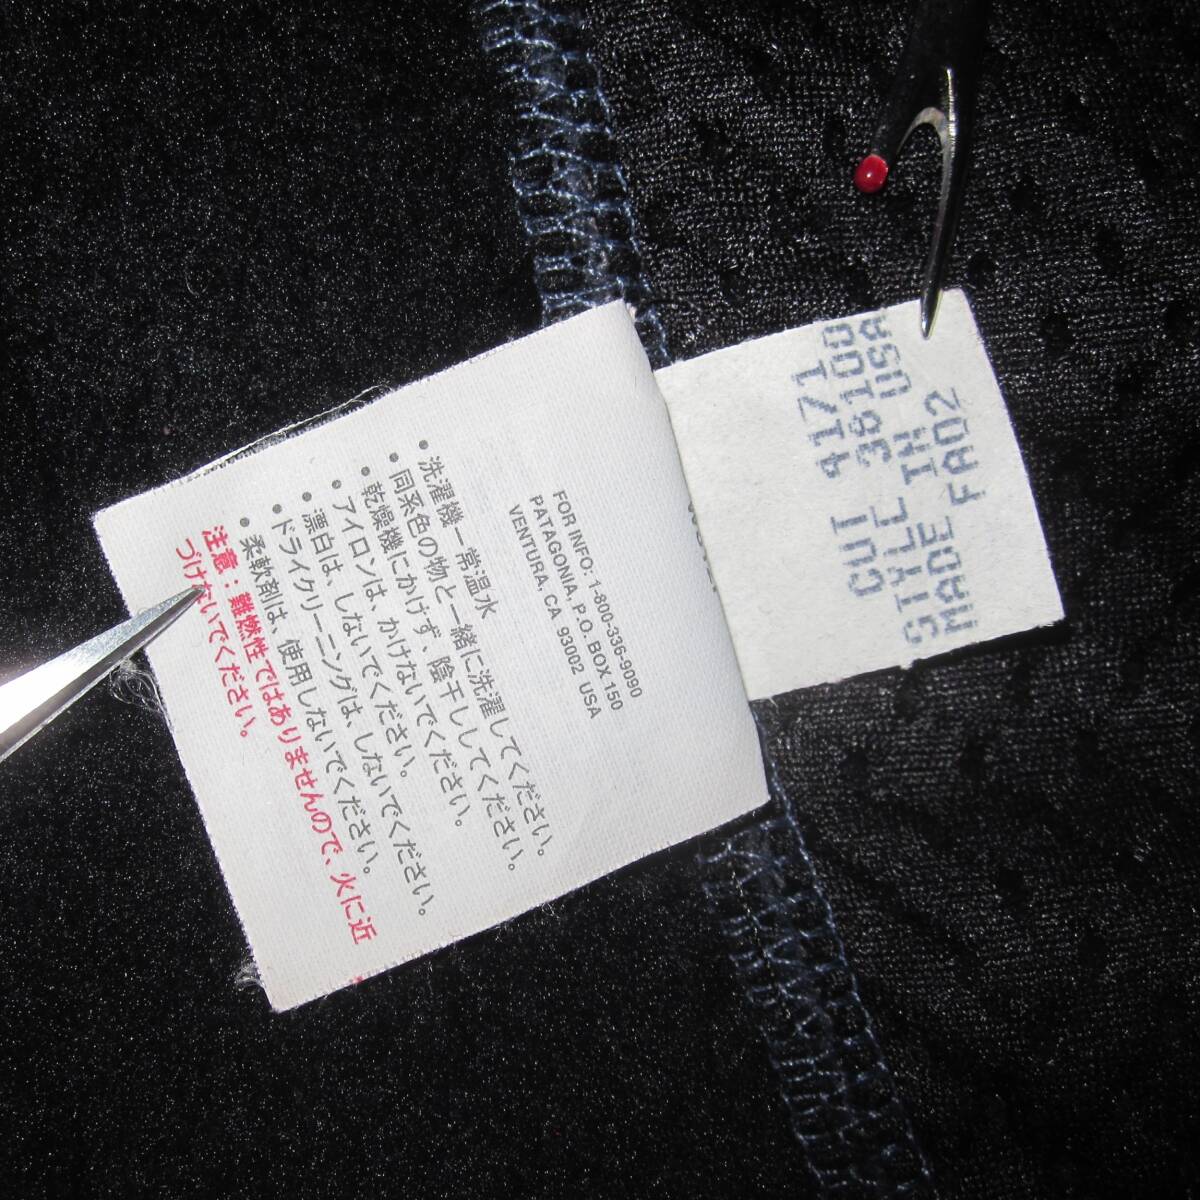 FOR INFO: 1-800-336-9090
PATAGONIA, P.O. BOX 150
VENTURA, CA 93002 USA
• 洗濯機－常温水
• 同系色の物と一緒に洗濯してください。
• 乾燥機にかけず、陰干ししてください。
• アイロンは、かけないでください。
• 漂白は、しないでください。
• ドライクリーニングは、しないでください。
• 柔軟剤は、使用しないでください。
注意：難燃性ではありませんので、火に近
づけないでください。
CUT 4171
STYLE 38100
MADE IN USA
FA02